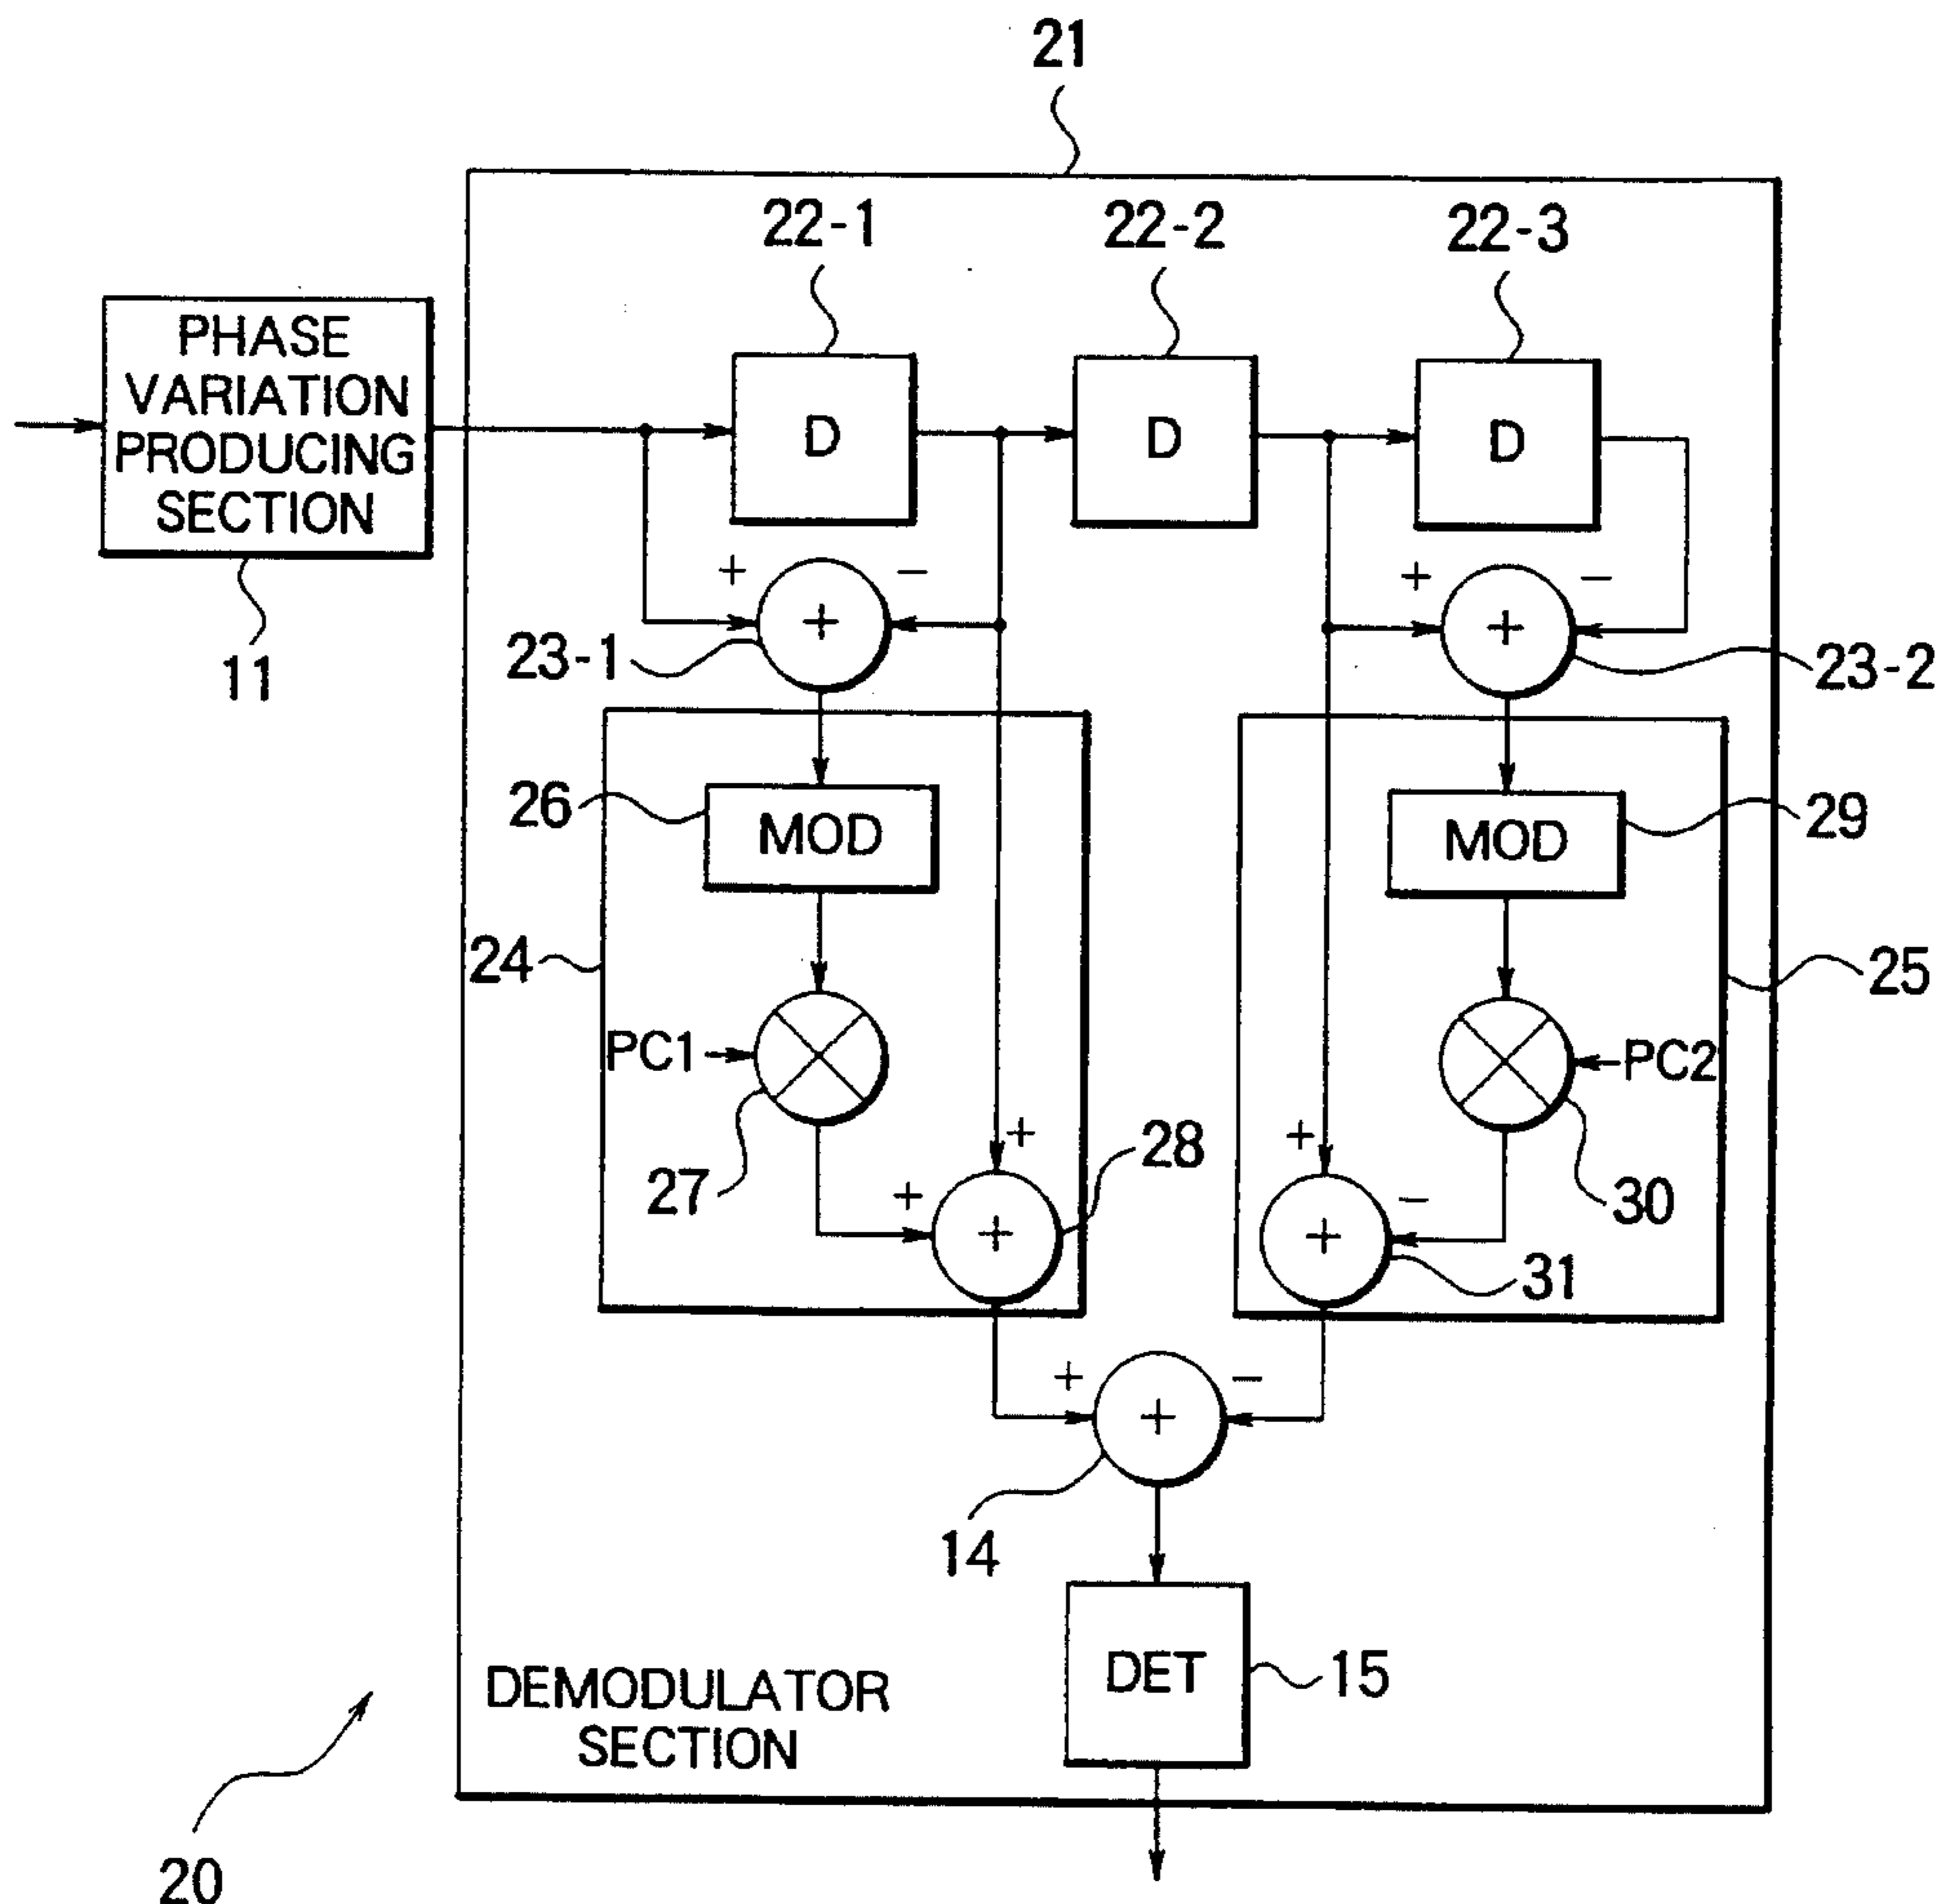 21
22-1
22-2
22-3
PHASE
VARIATION
PRODUCING
SECTION
D
D
D
+
−
+
−
+
+
11
23-1
23-2
26
MOD
MOD
29
24
25
PC1
PC2
27
+
28
+
30
+
−
+
+
31
+
−
+
14
DET
15
DEMODULATOR
SECTION
20